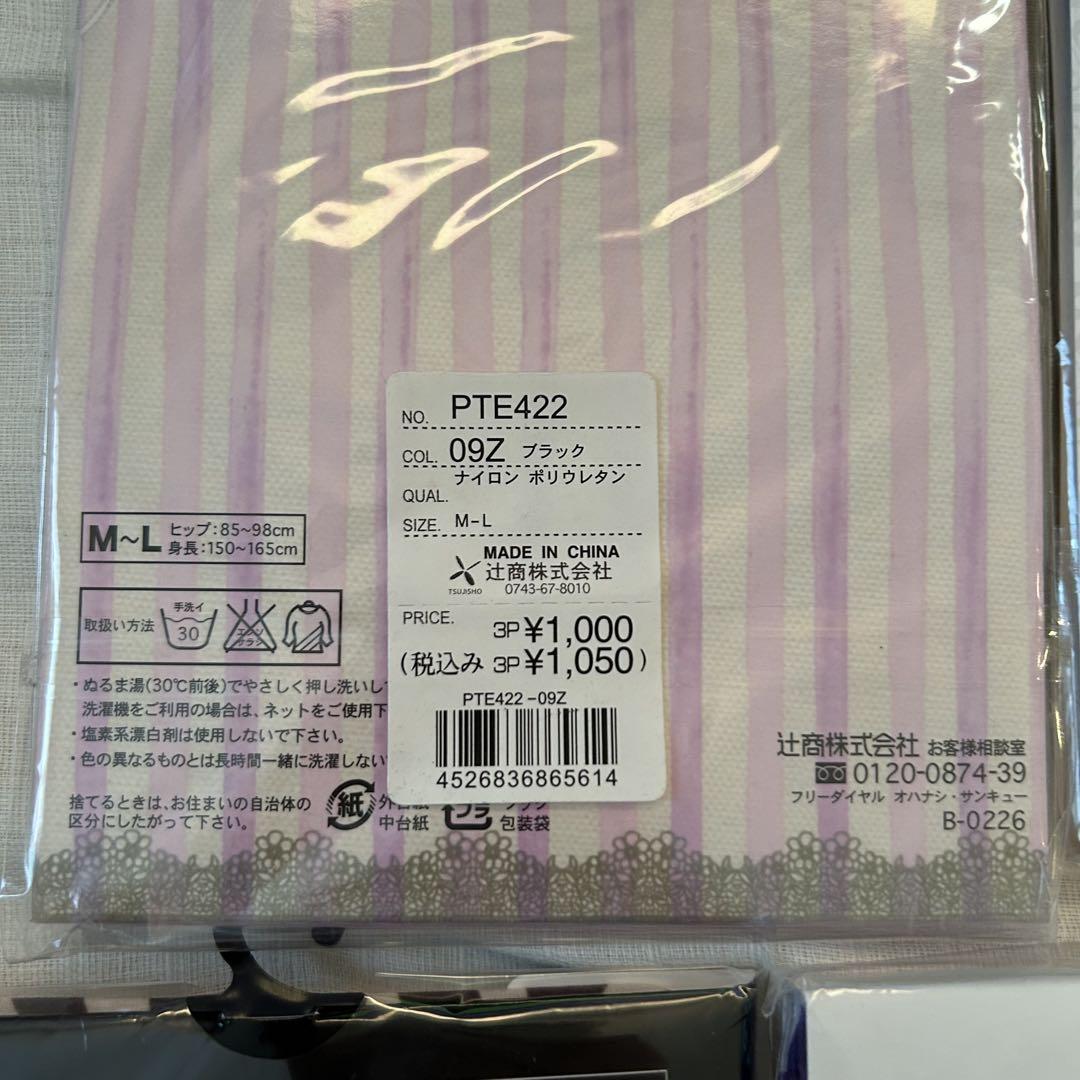 NO. PTE422
COL. 09Z ブラック
ナイロン ポリウレタン
QUAL.
SIZE. M-L
MADE IN CHINA
TSUJISHO 辻商株式会社
0743-67-8010
PRICE.
3P ¥1,000
(税込み 3P ¥1,050)
PTE422-09Z
4526836865614
M~L ヒップ:85~98cm
身長:150~165cm
取扱い方法 手洗イ 30 エンソ サラシ
・ぬるま湯(30℃前後)でやさしく押し洗いし
洗濯機をご利用の場合は、ネットをご使用下
・塩素系漂白剤は使用しないで下さい。
・色の異なるものとは長時間一緒に洗濯しない
捨てるときは、お住まいの自治体の
区分にしたがって下さい。
紙 外台紙
中台紙
プラ
包装袋
辻商株式会社 お客様相談室
0120-0874-39
フリーダイヤル オハナシ・サンキュー
B-0226